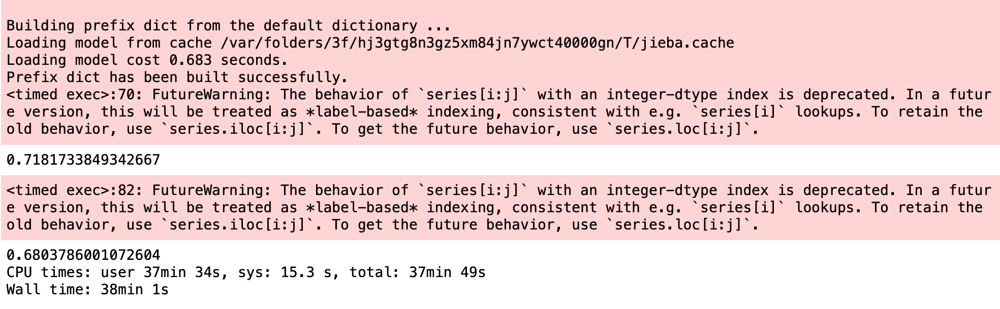 Building prefix dict from the default dictionary ...
Loading model from cache /var/folders/3f/hj3gtg8n3gz5xm84jn7ywct40000gn/T/jieba.cache
Loading model cost 0.683 seconds.
Prefix dict has been built successfully.
<timed exec>:70: FutureWarning: The behavior of `series[i:j]` with an integer-dtype index is deprecated. In a futur
e version, this will be treated as *label-based* indexing, consistent with e.g. `series[i]` lookups. To retain the
old behavior, use `series.iloc[i:j]`. To get the future behavior, use `series.loc[i:j]`.
0.7181733849342667
<timed exec>:82: FutureWarning: The behavior of `series[i:j]` with an integer-dtype index is deprecated. In a futur
e version, this will be treated as *label-based* indexing, consistent with e.g. `series[i]` lookups. To retain the
old behavior, use `series.iloc[i:j]`. To get the future behavior, use `series.loc[i:j]`.
0.6803786001072604
CPU times: user 37min 34s, sys: 15.3 s, total: 37min 49s
Wall time: 38min 1s